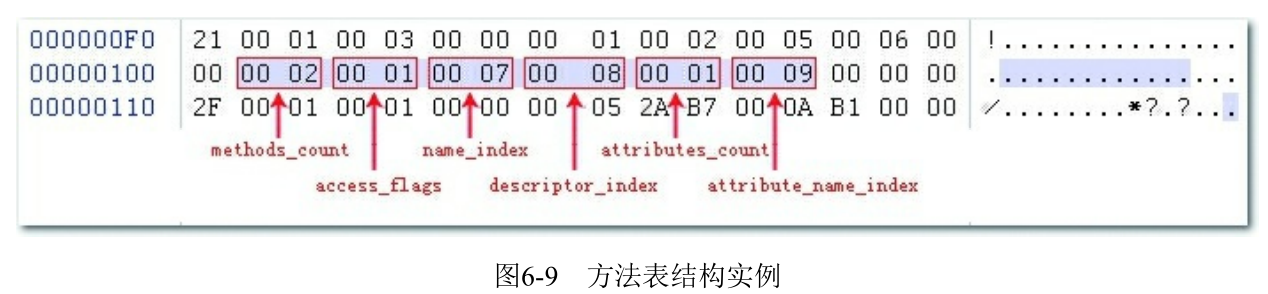 000000F0 21 00 01 00 03 00 00 00 01 00 02 00 05 00 06 00 !...............
00000100 00 00 02 00 01 00 07 00 08 00 01 00 09 00 00 00 ................
00000110 2F 00 01 00 01 00 00 00 05 2A B7 00 0A B1 00 00 /........*?.?...
methods_count name_index attributes_count
access_flags descriptor_index attribute_name_index
图6-9 方法表结构实例